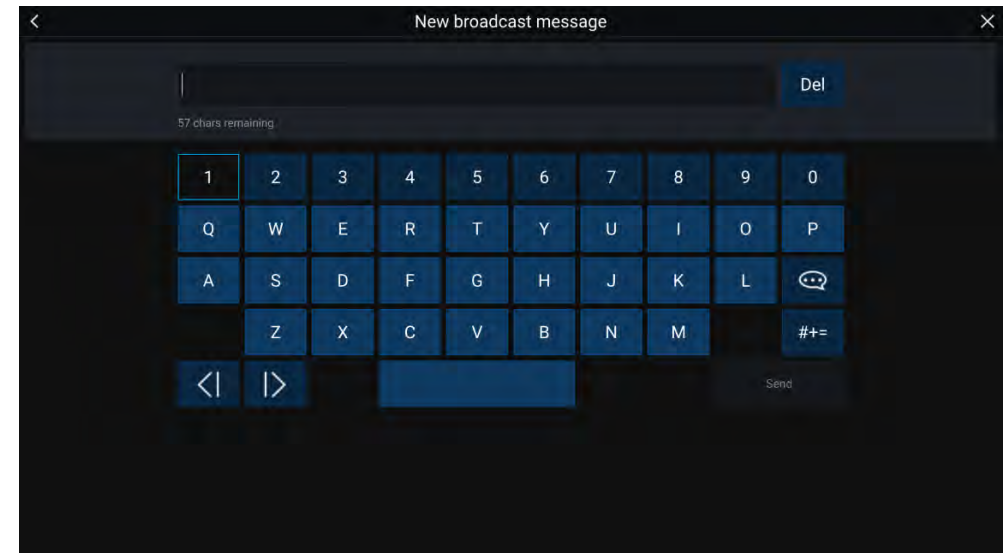 New broadcast message
Del
57 chars remaining
1 2 3 4 5 6 7 8 9 0
Q W E R T Y U I O P
A S D F G H J K L
Z X C V B N M #+=
Send